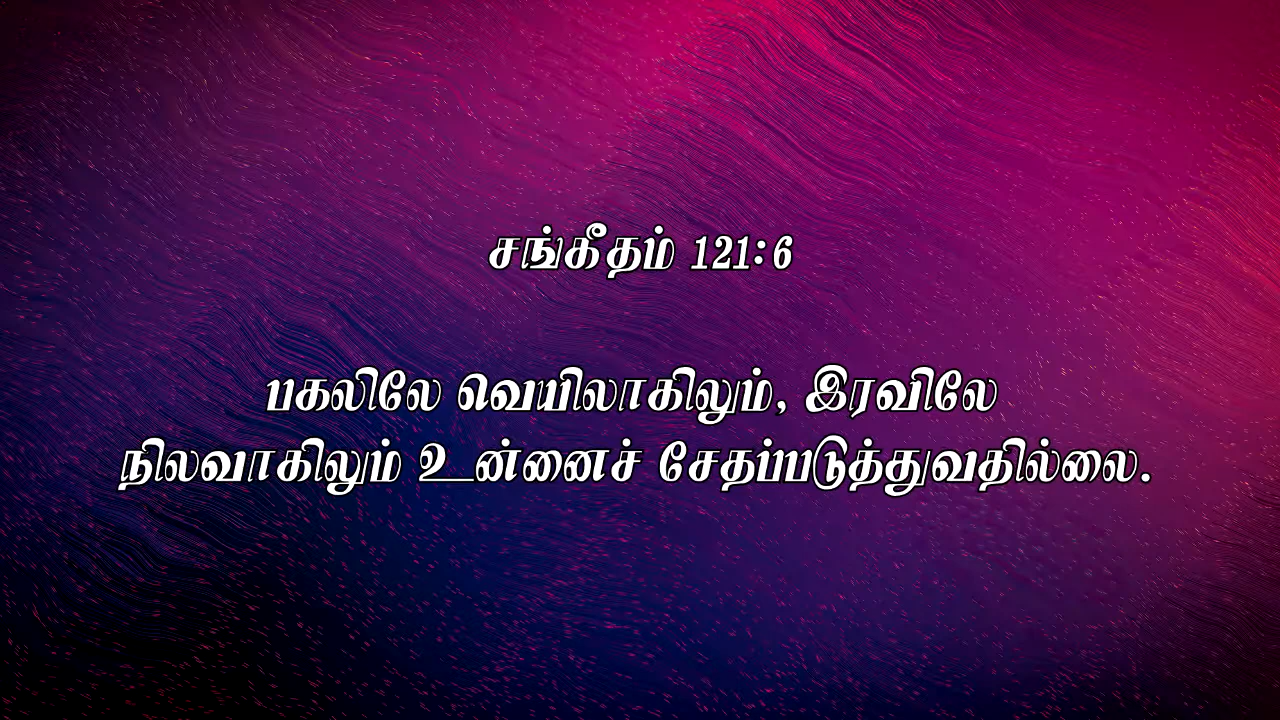 சங்கீதம் 121:6
பகலிலே வெயிலாகிலும், இரவிலே
நிலவாகிலும் உன்னைச் சேதப்படுத்துவதில்லை.